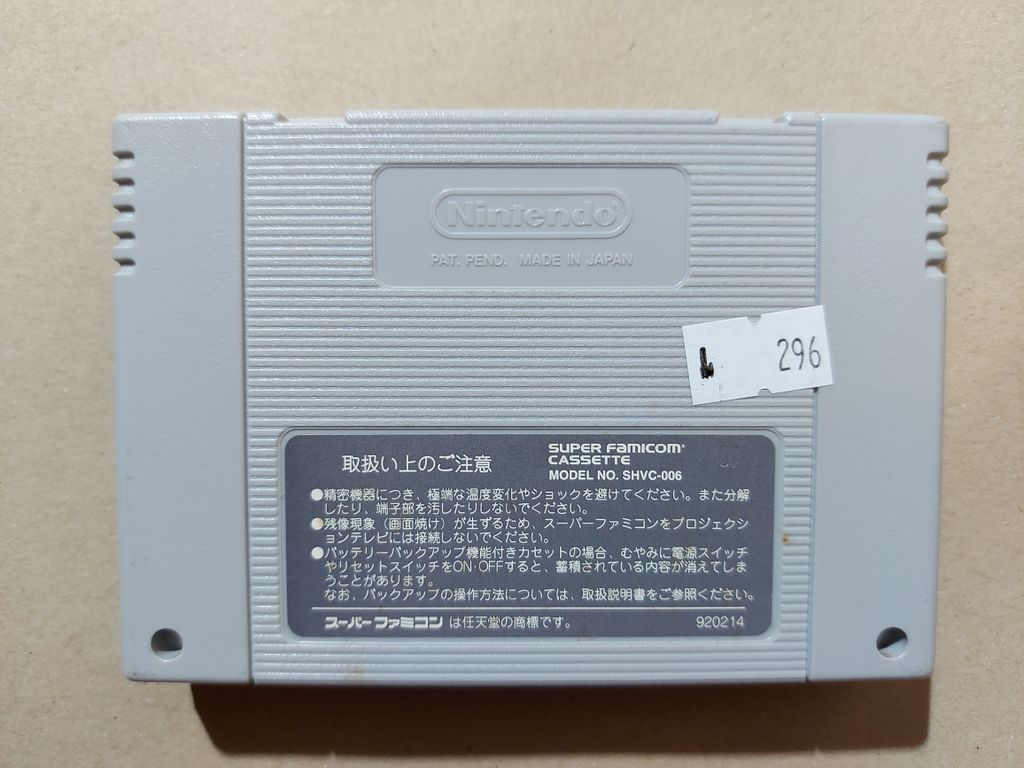 Nintendo®
PAT. PEND. MADE IN JAPAN
296
取扱い上のご注意
SUPER FAMICOM®
CASSETTE
MODEL NO. SHVC-006
07
●精密機器につき、極端な温度変化やショックを避けてください。また分解
したり、端子部を汚したりしないでください。
●残像現象（画面焼け）が生ずるため、スーパーファミコンをプロジェクシ
ョンテレビには接続しないでください。
●バッテリーバックアップ機能付きカセットの場合、むやみに電源スイッチ
やリセットスイッチをON・OFFすると、蓄積されている内容が消えてしま
うことがあります。
なお、バックアップの操作方法については、取扱説明書をご参照ください。
スーパーファミコン は任天堂の商標です。
920214